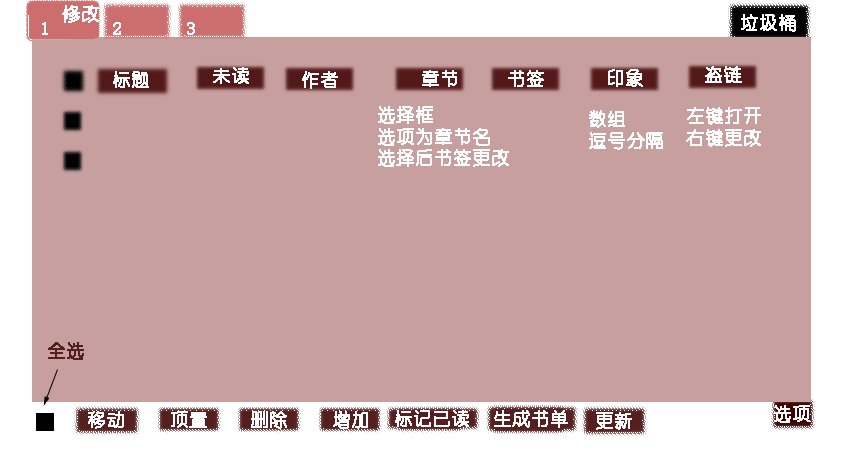 修改
1
2
3
垃圾桶
标题
未读
作者
章节
书签
印象
盗链
选择框
选项为章节名
选择后书签更改
数组
逗号分隔
左键打开
右键更改
全选
移动
顶置
删除
增加
标记已读
生成书单
更新
选项